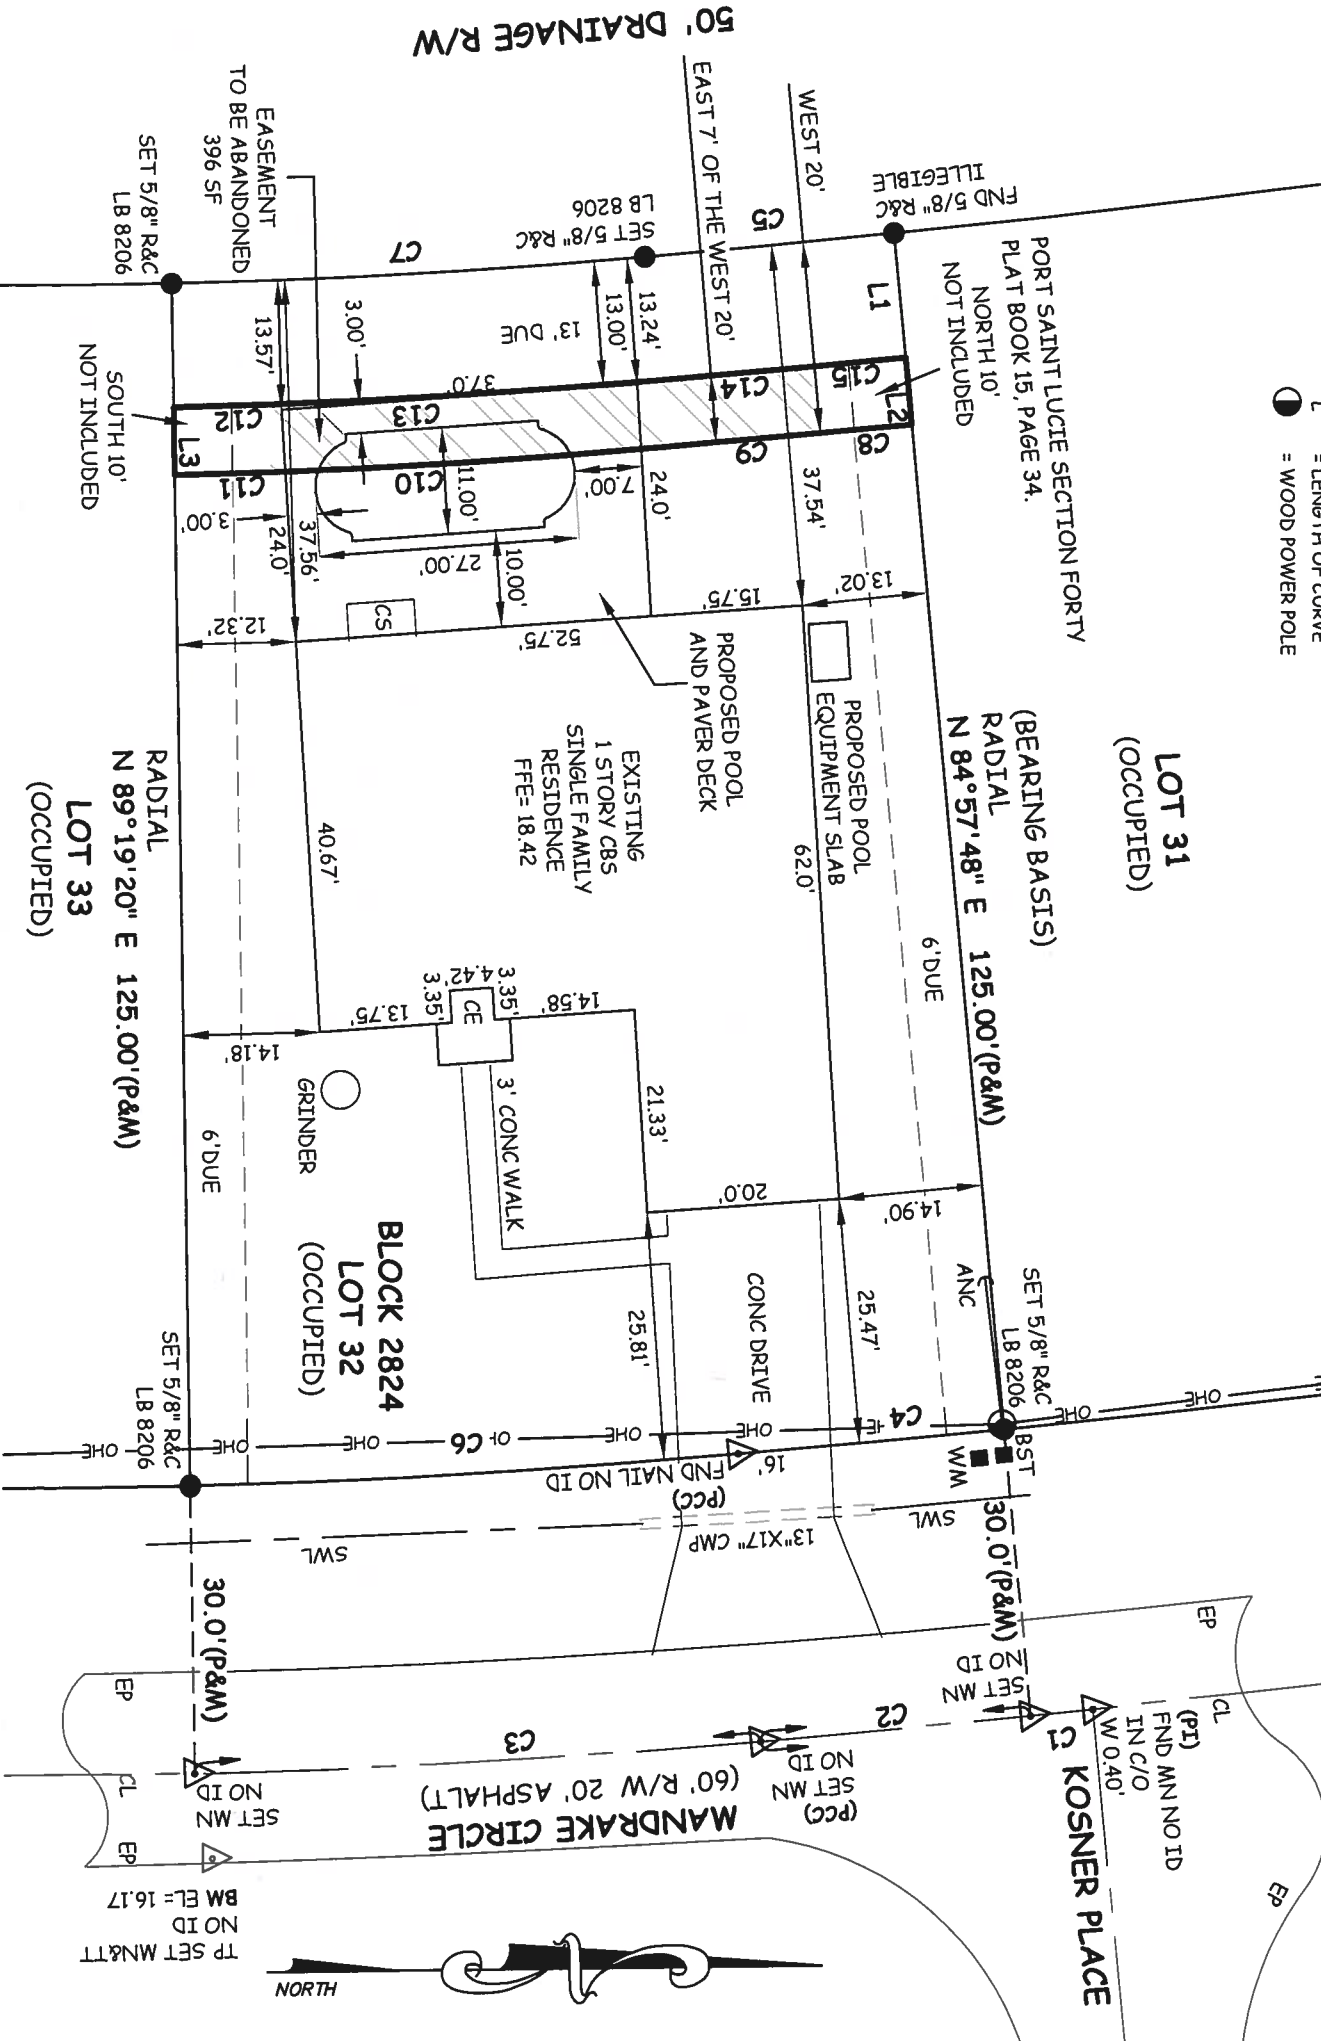 50' DRAINAGE R/W
EASEMENT
TO BE ABANDONED
396 SF
SET 5/8" R&C
LB 8206
EAST 7' OF THE WEST 20'
WEST 20'
FND 5/8" R&C
ILLEGIBLE
SET 5/8" R&C
LB 8206
C5
C7
PORT SAINT LUCIE SECTION FORTY
PLAT BOOK 15, PAGE 34.
NORTH 10'
NOT INCLUDED
= LENGTH OF CURVE
= WOOD POWER POLE
L1
L2
L3
13.57'
3.00'
13' DUE
13.00'
13.24'
37.0'
C15
C14
C13
C12
C8
C9
C10
C11
SOUTH 10'
NOT INCLUDED
11.00'
7.00'
24.0'
37.54'
3.00'
24.0'
37.56'
27.00'
10.00'
13.02'
15.75'
12.32'
CS
52.75'
PROPOSED POOL
AND PAVER DECK
PROPOSED POOL
EQUIPMENT SLAB
EXISTING
1 STORY CBS
SINGLE FAMILY
RESIDENCE
FFE= 18.42
(BEARING BASIS)
RADIAL
N 84°57'48" E 125.00'(P&M)
LOT 31
(OCCUPIED)
RADIAL
N 89°19'20" E 125.00'(P&M)
LOT 33
(OCCUPIED)
40.67'
62.0'
6'DUE
13.75'
3.35'
4.42'
3.35'
CE
14.58'
14.18'
GRINDER
3' CONC WALK
21.33'
20.0'
14.90'
6'DUE
BLOCK 2824
LOT 32
(OCCUPIED)
25.81'
CONC DRIVE
25.47'
ANC
SET 5/8" R&C
LB 8206
SET 5/8" R&C
LB 8206
OHE
OHE
OHE
C6
OHE
OHE
C4
OHE
OHE
BST
WM
FND NAIL NO ID
(PCC)
16'
13"X17" CMP
SWL
SWL
30.0'(P&M)
30.0'(P&M)
EP
EP
EP
EP
CL
CL
SET MN
NO ID
C1
C2
C3
(PI)
FND MN NO ID
IN C/O
W 0.40'
(PCC)
SET MN
NO ID
SET MN
NO ID
MANDRAKE CIRCLE
(60' R/W 20' ASPHALT)
KOSNER PLACE
TP SET MN&TT
NO ID
BM EL= 16.17
NORTH